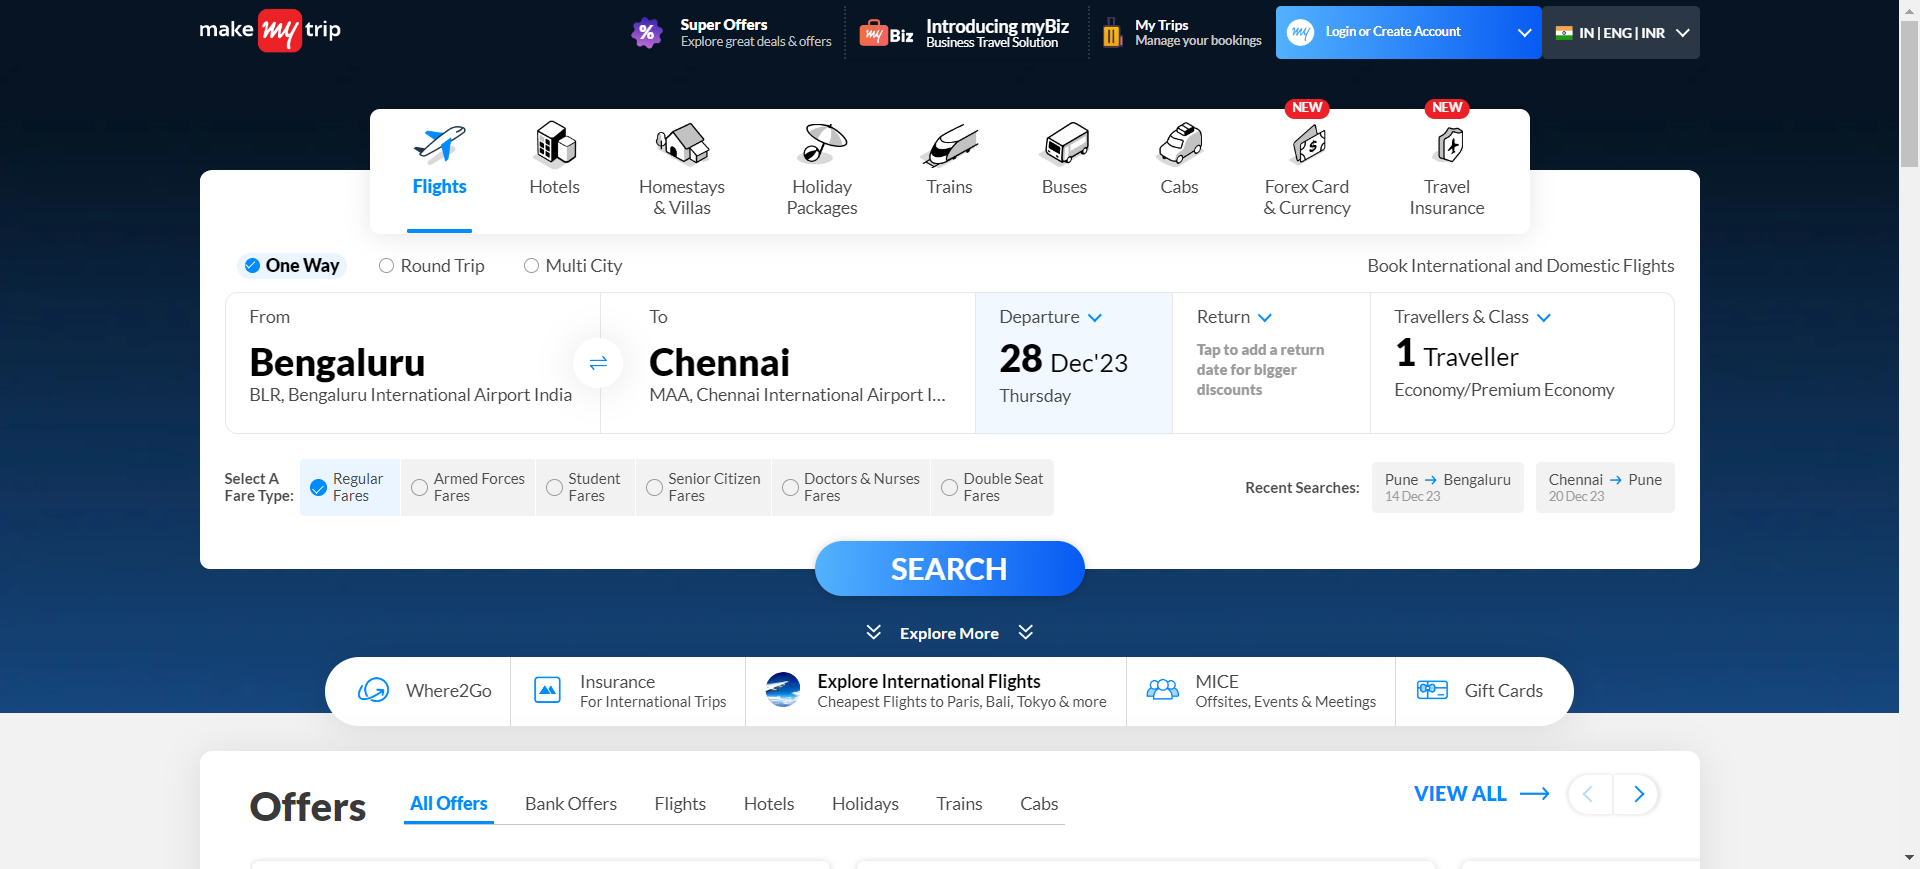 make my trip
%
Super Offers
Explore great deals & offers
my Biz
Introducing myBiz
Business Travel Solution
My Trips
Manage your bookings
my
Login or Create Account
IN | ENG | INR
Flights
Hotels
Homestays
& Villas
Holiday
Packages
Trains
Buses
Cabs
NEW
Forex Card
& Currency
NEW
Travel
Insurance
One Way
Round Trip
Multi City
Book International and Domestic Flights
From
Bengaluru
BLR, Bengaluru International Airport India
To
Chennai
MAA, Chennai International Airport I...
Departure
28 Dec'23
Thursday
Return
Tap to add a return
date for bigger
discounts
Travellers & Class
1 Traveller
Economy/Premium Economy
Select A
Fare Type:
Regular
Fares
Armed Forces
Fares
Student
Fares
Senior Citizen
Fares
Doctors & Nurses
Fares
Double Seat
Fares
Recent Searches:
Pune → Bengaluru
14 Dec 23
Chennai → Pune
20 Dec 23
SEARCH
Explore More
Where2Go
Insurance
For International Trips
Explore International Flights
Cheapest Flights to Paris, Bali, Tokyo & more
MICE
Offsites, Events & Meetings
Gift Cards
Offers
All Offers
Bank Offers
Flights
Hotels
Holidays
Trains
Cabs
VIEW ALL